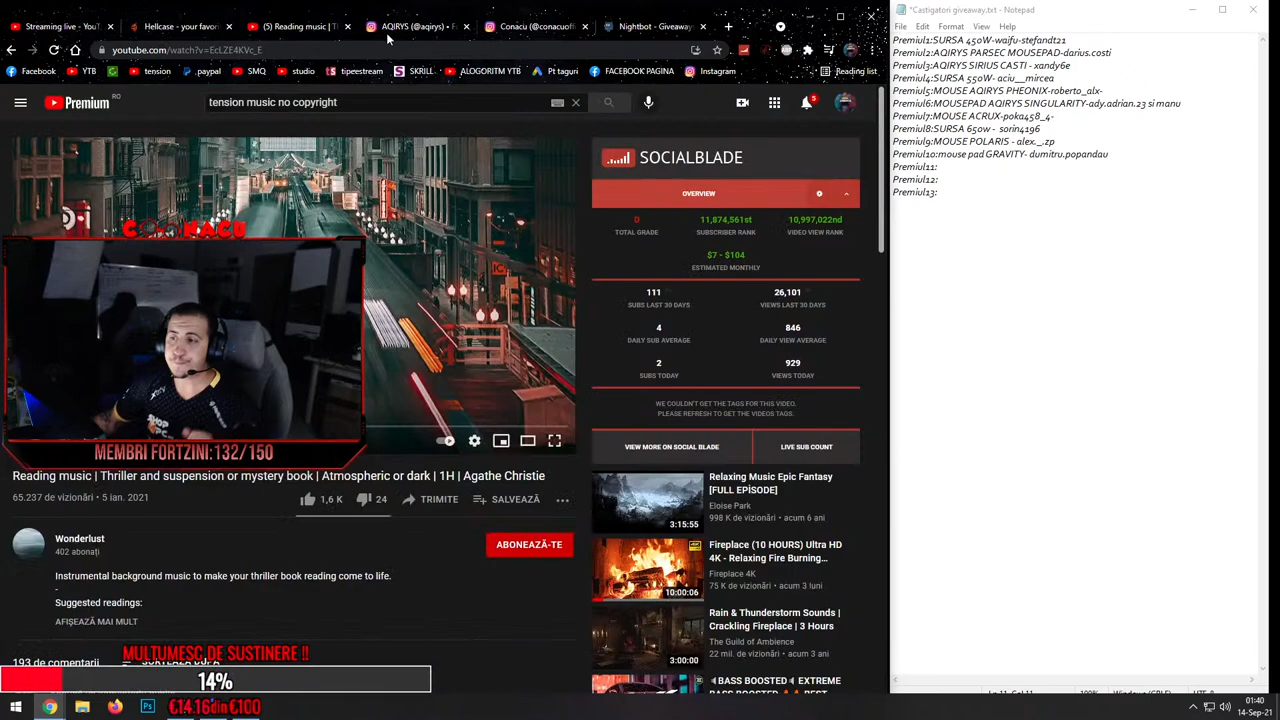 Streaming live - YouTub
Hellcase - your #1
(5) Reading music | Th
AQIRYS (@aqirys) •
Conacu (@conacuoffi
Nightbot - Giveaway
youtube.com/watch?v=EcLZE4KVc_E
Facebook
YTB
tension
.paypal
studio
tipeestream
SKRILL
ALOGORITM YTB
Pt taguri
FACEBOOK PAGINA
Instagram
Reading list
Premium
RO
tension music no copyright
5
SOCIALBLADE
OVERVIEW
D
11,874,561st
10,997,022nd
TOTAL GRADE
SUBSCRIBER RANK
VIDEO VIEW RANK
$7 - $104
ESTIMATED MONTHLY
111
26,101
SUBS LAST 30 DAYS
VIEWS LAST 30 DAYS
4
846
DAILY SUB AVERAGE
DAILY VIEW AVERAGE
2
929
SUBS TODAY
VIEWS TODAY
WE COULDN'T GET THE TAGS FOR THIS VIDEO.
PLEASE REFRESH TO GET THE VIDEOS TAGS.
VIEW MORE ON SOCIAL BLADE
LIVE SUB COUNT
MEMBRI FORTZINI:132/150
Reading music | Thriller and suspension or mystery book | Atmospheric or dark | 1H | Agathe Christie
65.237 de vizionări • 5 ian. 2021
1,6 K
24
TRIMITE
SALVEAZĂ
Wonderlust
402 abonați
ABONEAZĂ-TE
Instrumental background music to make your thriller book reading come to life.
Suggested readings:
AFIȘEAZĂ MAI MULT
193 de comentarii
SORTEAZĂ DUPĂ
MULTUMESC DE SUSTINERE !!
14%
€14.16 din €100
Relaxing Music Epic Fantasy
[FULL EPİSODE]
Eloise Park
998 K de vizionări • acum 6 ani
3:15:55
Fireplace (10 HOURS) Ultra HD
4K - Relaxing Fire Burning...
Fireplace 4K
75 K de vizionări • acum 3 luni
10:00:06
Rain & Thunderstorm Sounds |
Crackling Fireplace | 3 Hours
The Guild of Ambience
22 mil. de vizionări • acum 3 ani
3:00:00
BASS BOOSTED EXTREME
*Castigatori giveaway.txt - Notepad
File Edit Format View Help
Premiul1:SURSA 450W-waifu-stefandt21
Premiul2:AQIRYS PARSEC MOUSEPAD-darius.costi
Premiul3:AQIRYS SIRIUS CASTI - xandy6e
Premiul4:SURSA 550W- aciu__mircea
Premiul5:MOUSE AQIRYS PHEONIX-roberto_alx-
Premiul6:MOUSEPAD AQIRYS SINGULARITY-ady.adrian.23 si manu
Premiul7:MOUSE ACRUX-poka458_4-
Premiul8:SURSA 650w - sorin4196
Premiul9:MOUSE POLARIS - alex._.zp
Premiul10:mouse pad GRAVITY- dumitru.popandau
Premiul11:
Premiul12:
Premiul13:
01:40
14-Sep-21